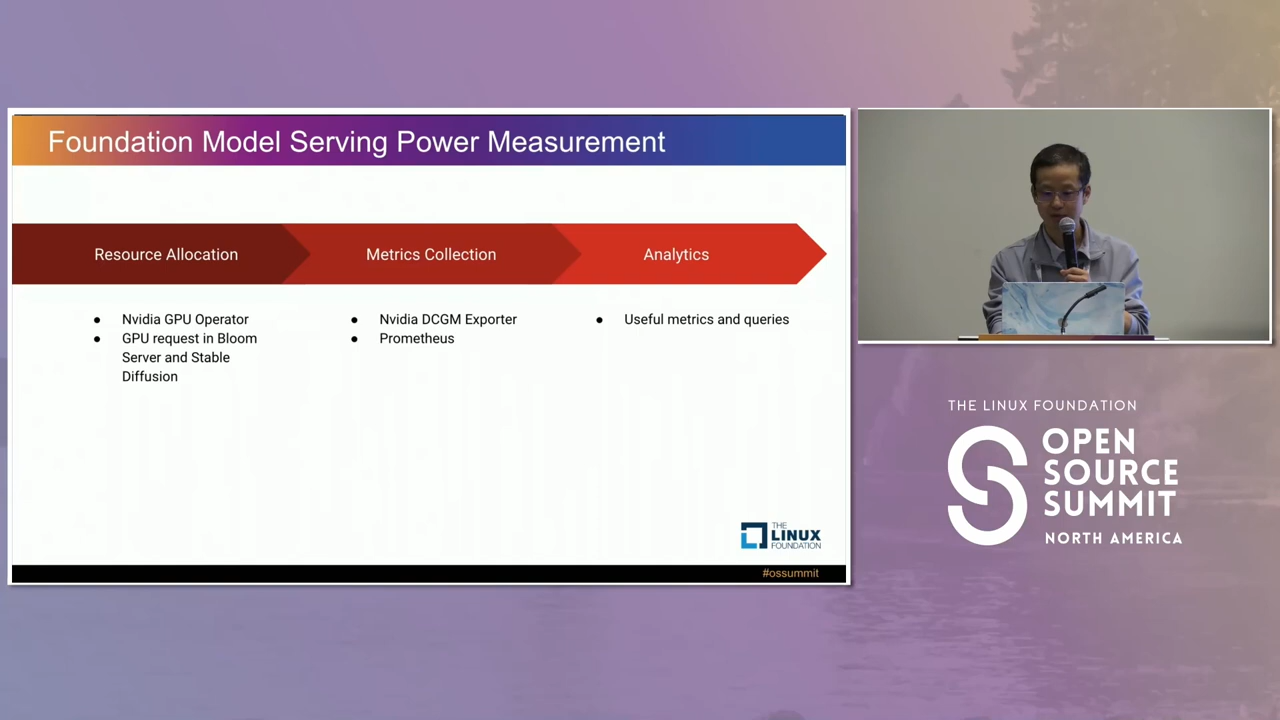 Foundation Model Serving Power Measurement
Resource Allocation
Metrics Collection
Analytics
● Nvidia GPU Operator
● GPU request in Bloom
Server and Stable
Diffusion
● Nvidia DCGM Exporter
● Prometheus
● Useful metrics and queries
THE
LINUX
FOUNDATION
#ossummit
THE LINUX FOUNDATION
OPEN
SOURCE
SUMMIT
NORTH AMERICA